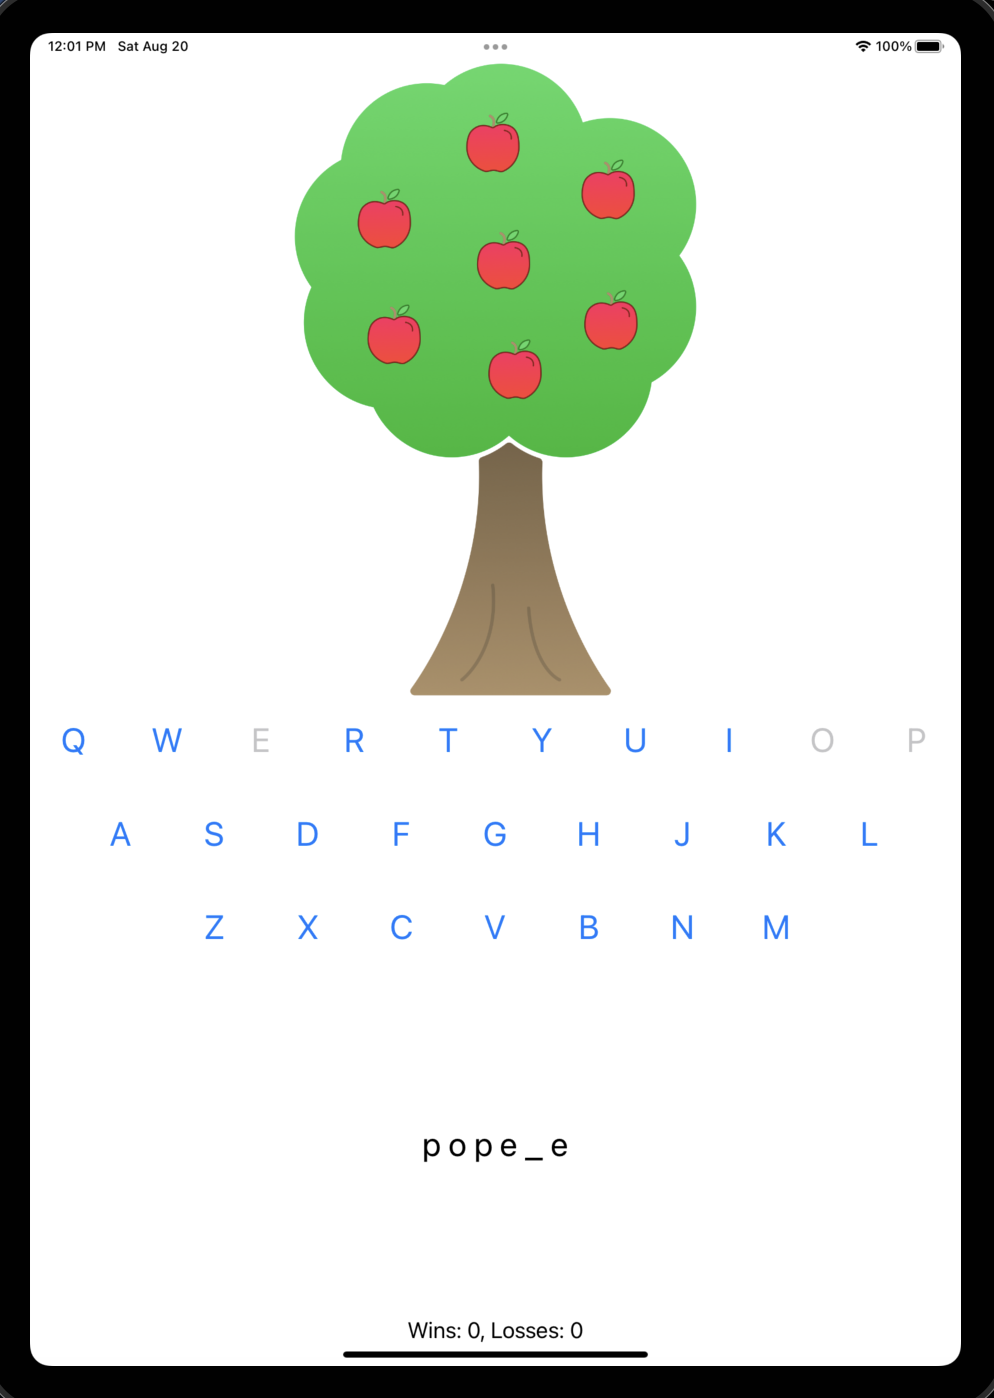 12:01 PM Sat Aug 20 100%
Q W E R T Y U I O P
A S D F G H J K L
Z X C V B N M
p o p e _ e
Wins: 0, Losses: 0